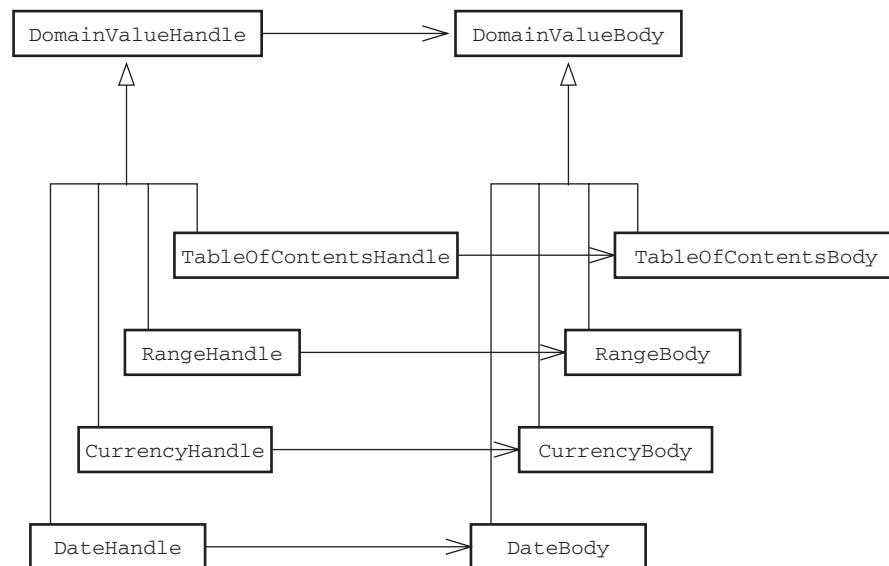 DomainValueHandle
DomainValueBody
TableOfContentsHandle
TableOfContentsBody
RangeHandle
RangeBody
CurrencyHandle
CurrencyBody
DateHandle
DateBody